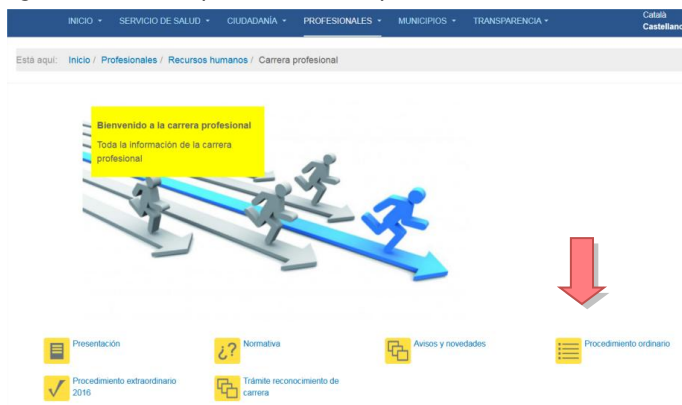 INICIO SERVICIO DE SALUD CIUDADANÍA PROFESIONALES MUNICIPIOS TRANSPARENCIA Català
Castellano
Está aquí: Inicio / Profesionales / Recursos humanos / Carrera profesional
Bienvenido a la carrera profesional
Toda la información de la carrera
profesional
Presentación
¿? Normativa
Avisos y novedades
Procedimiento ordinario
Procedimiento extraordinario
2016
Trámite reconocimiento de
carrera